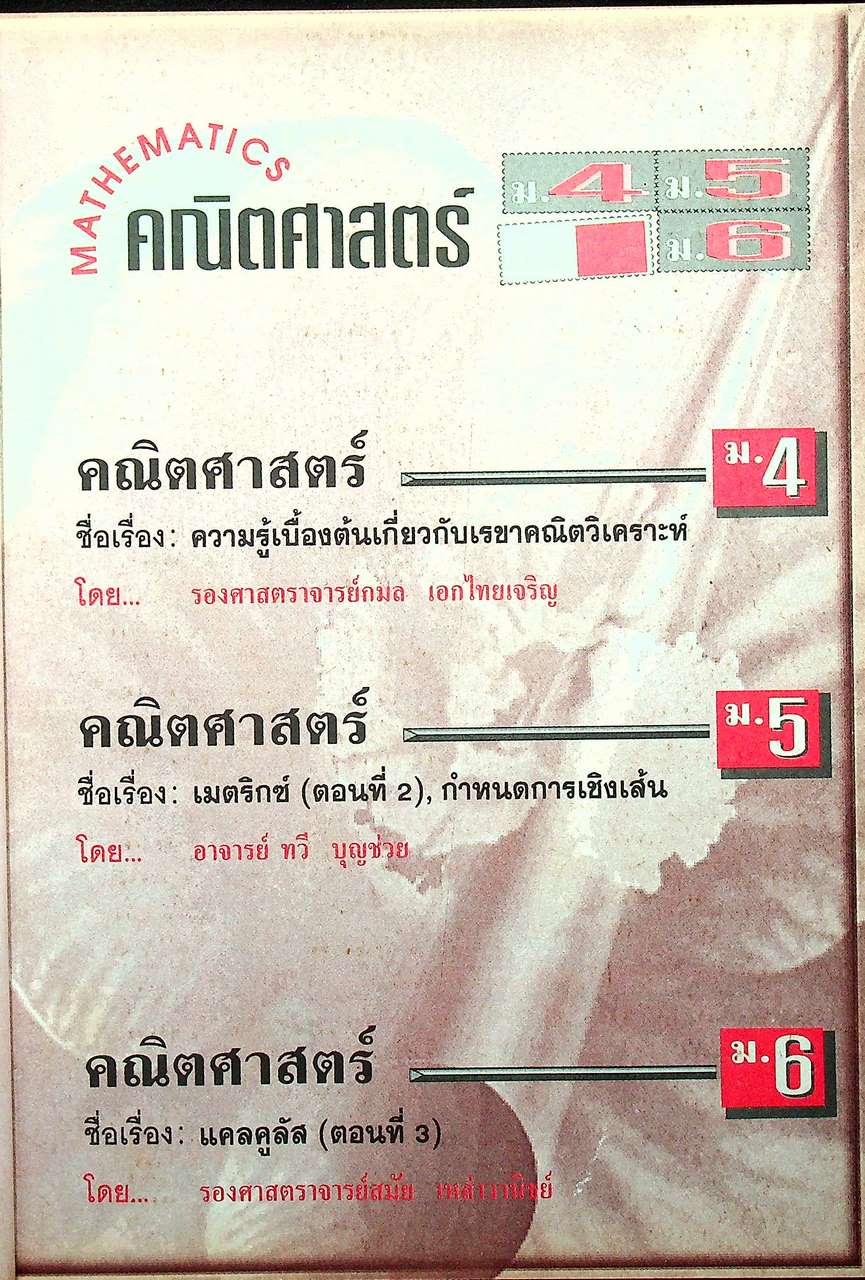 MATHEMATICS
คณิตศาสตร์
ม.4 ม.5
ม.6
คณิตศาสตร์ ม.4
ชื่อเรื่อง: ความรู้เบื้องต้นเกี่ยวกับเรขาคณิตวิเคราะห์
โดย... รองศาสตราจารย์กมล เอกไทยเจริญ
คณิตศาสตร์ ม.5
ชื่อเรื่อง: เมตริกซ์ (ตอนที่ 2), กำหนดการเชิงเส้น
โดย... อาจารย์ ทวี บุญช่วย
คณิตศาสตร์ ม.6
ชื่อเรื่อง: แคลคูลัส (ตอนที่ 3)
โดย... รองศาสตราจารย์สมัย เหล่าวานิชย์